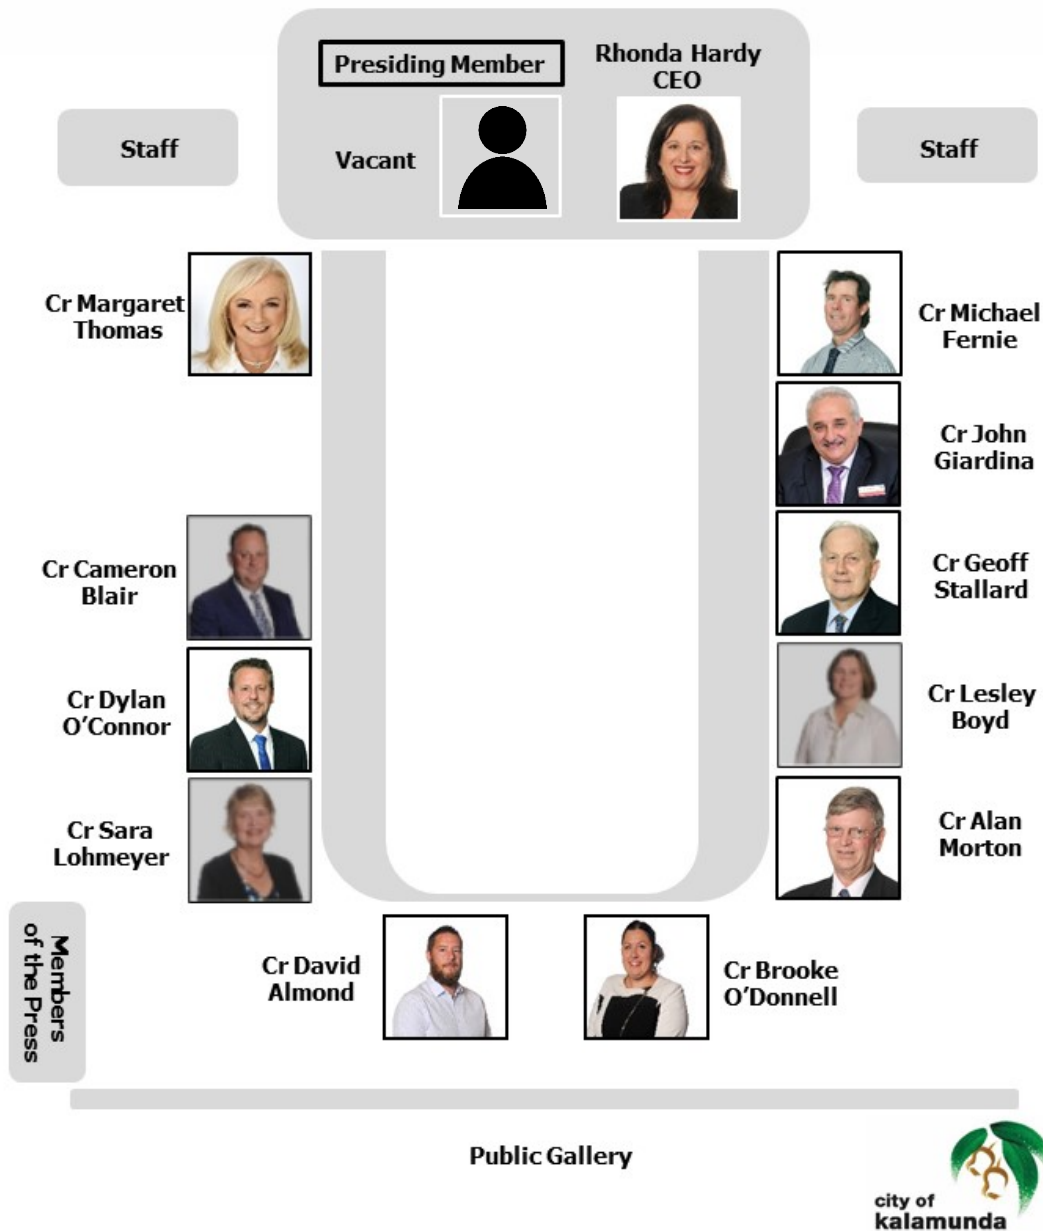 Presiding Member
Rhonda Hardy
CEO
Vacant
Staff
Staff
Cr Margaret
Thomas
Cr Michael
Fernie
Cr John
Giardina
Cr Cameron
Blair
Cr Geoff
Stallard
Cr Dylan
O’Connor
Cr Lesley
Boyd
Cr Sara
Lohmeyer
Cr Alan
Morton
Members
of the Press
Cr David
Almond
Cr Brooke
O’Donnell
Public Gallery
city of
kalamunda